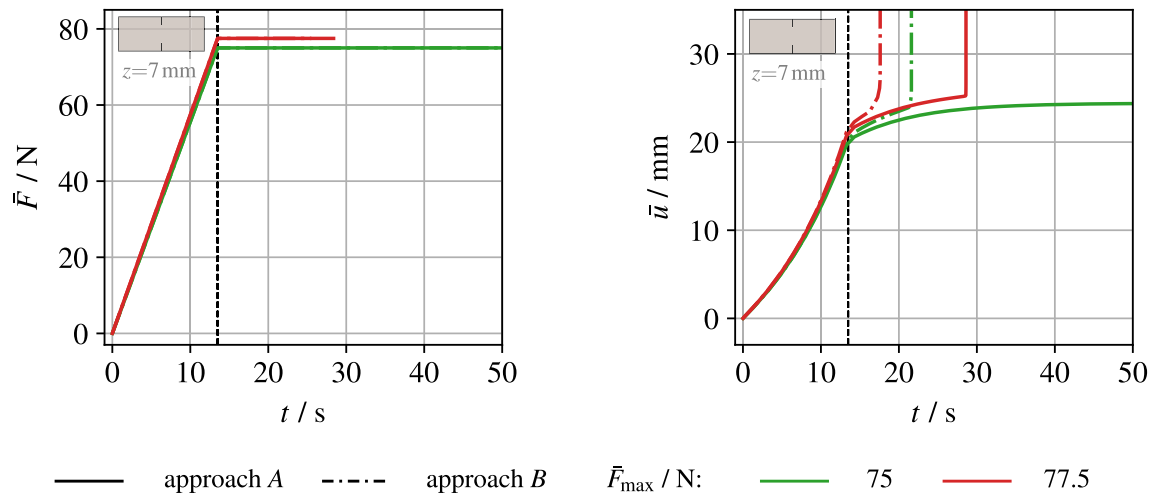 80
60
40
20
0
F̄ / N
z=7 mm
0 10 20 30 40 50
t / s
30
20
10
0
ū / mm
z=7 mm
0 10 20 30 40 50
t / s
approach A approach B F̄max / N: 75 77.5